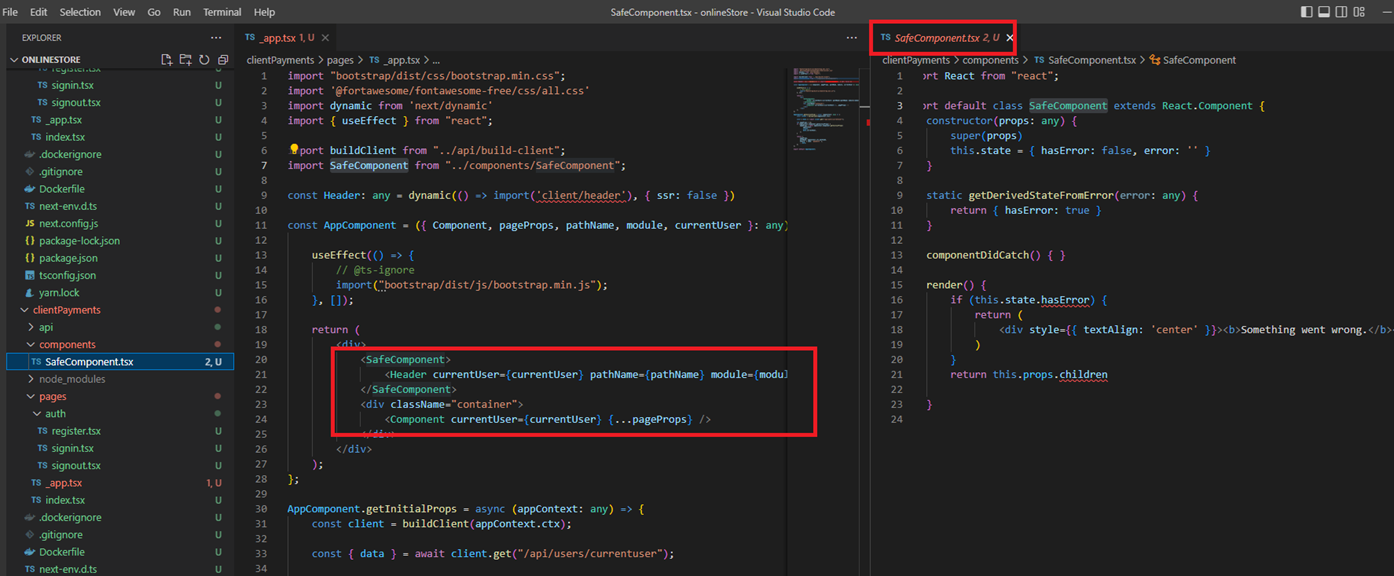 File Edit Selection View Go Run Terminal Help
SafeComponent.tsx - onlineStore - Visual Studio Code
EXPLORER
ONLINESTORE
register.tsx U
TS signin.tsx U
TS signout.tsx U
TS _app.tsx U
TS index.tsx U
.dockerignore U
.gitignore U
Dockerfile U
TS next-env.d.ts U
JS next.config.js U
{} package-lock.json U
{} package.json U
tsconfig.json U
yarn.lock U
clientPayments
api
components
TS SafeComponent.tsx 2, U
node_modules
pages
auth
TS register.tsx U
TS signin.tsx U
TS signout.tsx U
TS _app.tsx 1, U
TS index.tsx U
.dockerignore U
.gitignore U
Dockerfile U
TS next-env.d.ts U
TS _app.tsx 1, U
clientPayments > pages > TS _app.tsx > ...
1 import "bootstrap/dist/css/bootstrap.min.css";
2 import '@fortawesome/fontawesome-free/css/all.css'
3 import dynamic from 'next/dynamic'
4 import { useEffect } from "react";
5
6 import buildClient from "../api/build-client";
7 import SafeComponent from "../components/SafeComponent";
8
9 const Header: any = dynamic(() => import('client/header'), { ssr: false })
10
11 const AppComponent = ({ Component, pageProps, pathName, module, currentUser }: any)
12
13 useEffect(() => {
14 // @ts-ignore
15 import("bootstrap/dist/js/bootstrap.min.js");
16 }, []);
17
18 return (
19 <div>
20 <SafeComponent>
21 <Header currentUser={currentUser} pathName={pathName} module={modul
22 </SafeComponent>
23 <div className="container">
24 <Component currentUser={currentUser} {...pageProps} />
25 </div>
26 </div>
27 );
28 };
29
30 AppComponent.getInitialProps = async (appContext: any) => {
31 const client = buildClient(appContext.ctx);
32
33 const { data } = await client.get("/api/users/currentuser");
34
TS SafeComponent.tsx 2, U
clientPayments > components > TS SafeComponent.tsx > SafeComponent
1 ort React from "react";
2
3 ort default class SafeComponent extends React.Component {
4 constructor(props: any) {
5 super(props)
6 this.state = { hasError: false, error: '' }
7 }
8
9 static getDerivedStateFromError(error: any) {
10 return { hasError: true }
11 }
12
13 componentDidCatch() { }
14
15 render() {
16 if (this.state.hasError) {
17 return (
18 <div style={{ textAlign: 'center' }}><b>Something went wrong.</b>
19 )
20 }
21 return this.props.children
22
23 }
24